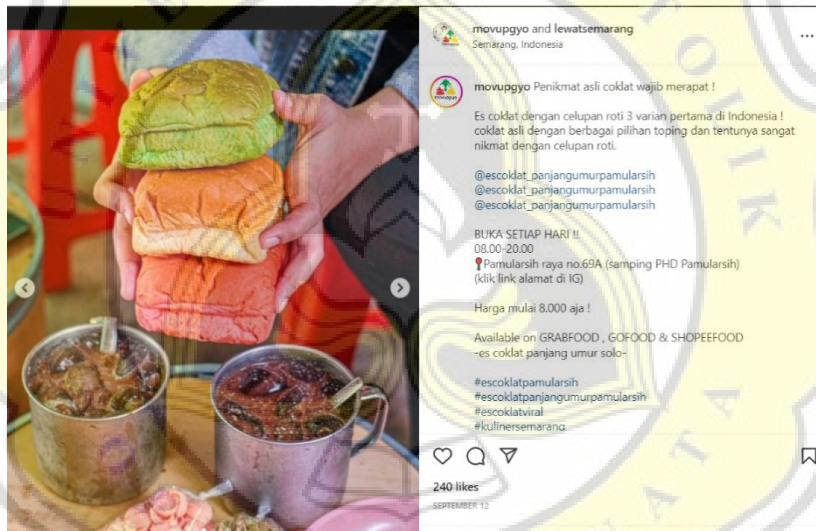 movupgyo and lewatsemarang
Semarang, Indonesia
movupgyo Penikmat asli coklat wajib merapat !
Es coklat dengan celupan roti 3 varian pertama di Indonesia !
coklat asli dengan berbagai pilihan toping dan tentunya sangat
nikmat dengan celupan roti.
@escoklat_panjangumurpamularsih
@escoklat_panjangumurpamularsih
@escoklat_panjangumurpamularsih
BUKA SETIAP HARI !!
08.00-20.00
📍Pamularsih raya no.69A (samping PHD Pamularsih)
(klik link alamat di IG)
Harga mulai 8.000 aja !
Available on GRABFOOD , GOFOOD & SHOPEEFOOD
-es coklat panjang umur solo-
#escoklatpamularsih
#escoklatpanjangumurpamularsih
#escoklatviral
#kulinersemarang
240 likes
SEPTEMBER 12